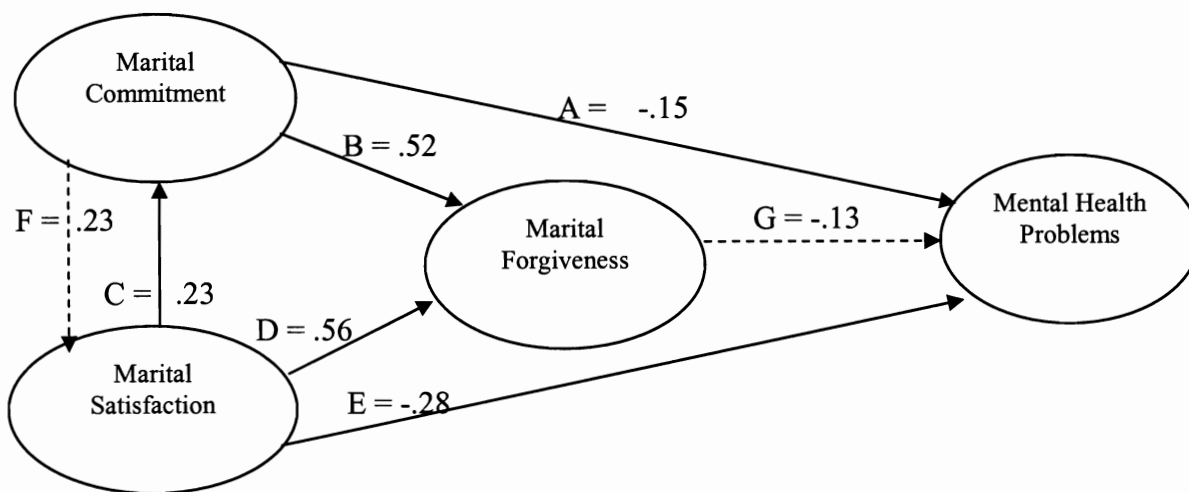 Marital
Commitment
A = -.15
B = .52
Mental Health
Problems
F = .23
Marital
Forgiveness
G = -.13
C = .23
D = .56
Marital
Satisfaction
E = -.28